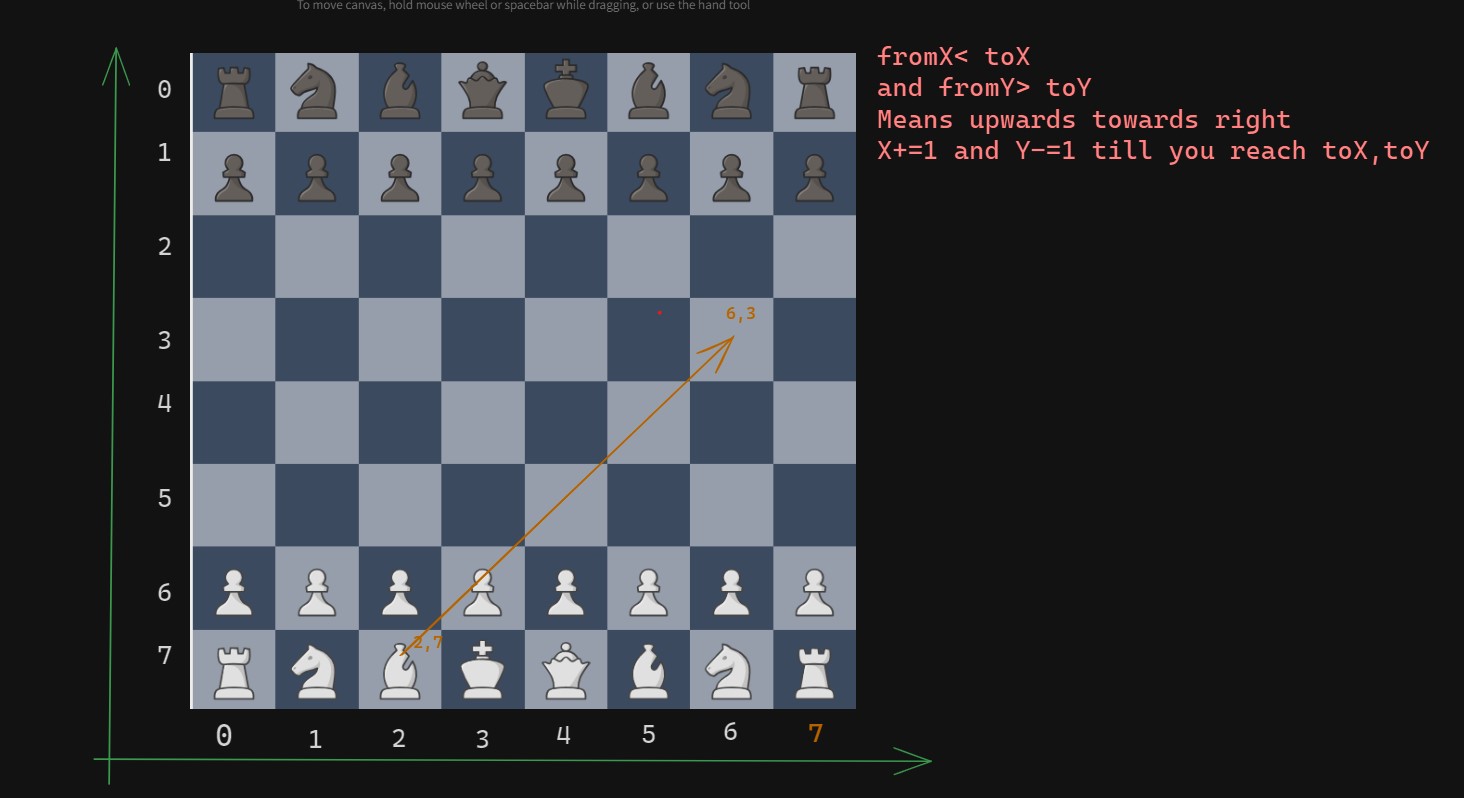 To move canvas, hold mouse wheel or spacebar while dragging, or use the hand tool
fromX< toX
and fromY> toY
Means upwards towards right
X+=1 and Y-=1 till you reach toX,toY
0
1
2
6,3
3
4
5
6
2,7
7
0 1 2 3 4 5 6 7